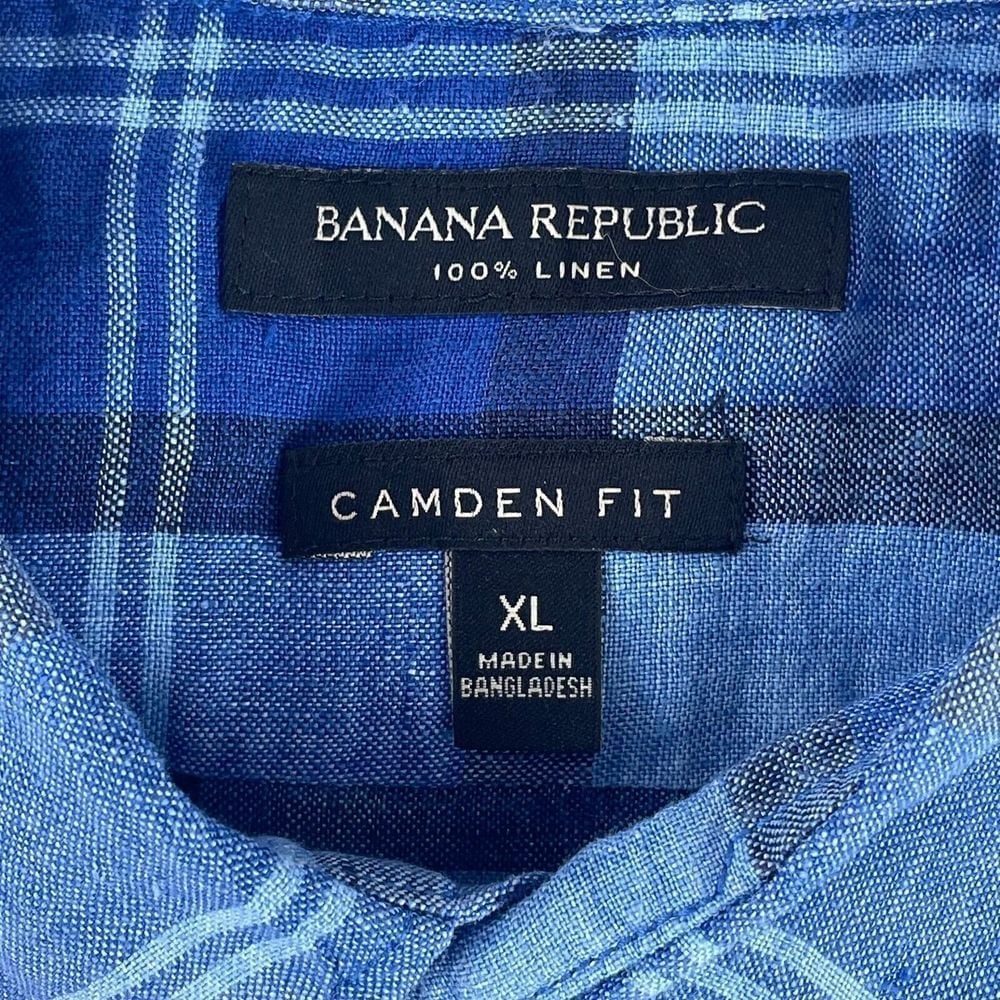 BANANA REPUBLIC
100% LINEN
CAMDEN FIT
XL
MADE IN
BANGLADESH